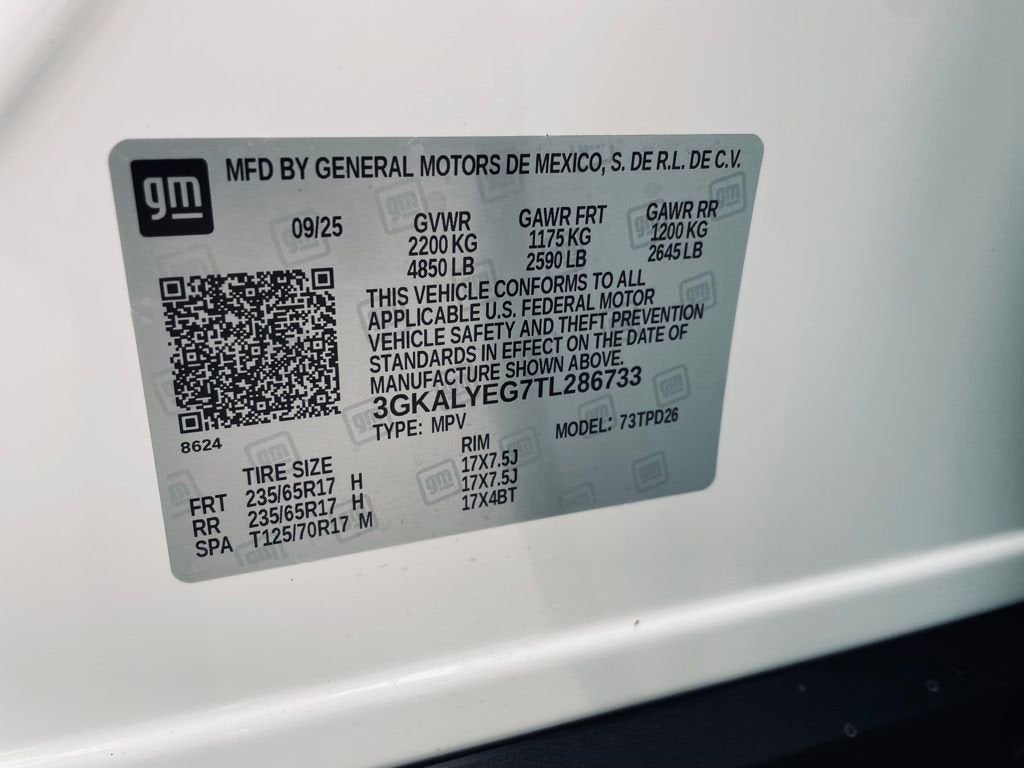 gm
MFD BY GENERAL MOTORS DE MEXICO, S. DE R.L. DE C.V.
09/25 GVWR GAWR FRT GAWR RR
2200 KG 1175 KG 1200 KG
4850 LB 2590 LB 2645 LB
THIS VEHICLE CONFORMS TO ALL
APPLICABLE U.S. FEDERAL MOTOR
VEHICLE SAFETY AND THEFT PREVENTION
STANDARDS IN EFFECT ON THE DATE OF
MANUFACTURE SHOWN ABOVE.
3GKALYEG7TL286733
8624
TYPE: MPV MODEL: 73TPD26
TIRE SIZE RIM
FRT 235/65R17 H 17X7.5J
RR 235/65R17 H 17X7.5J
SPA T125/70R17 M 17X4BT